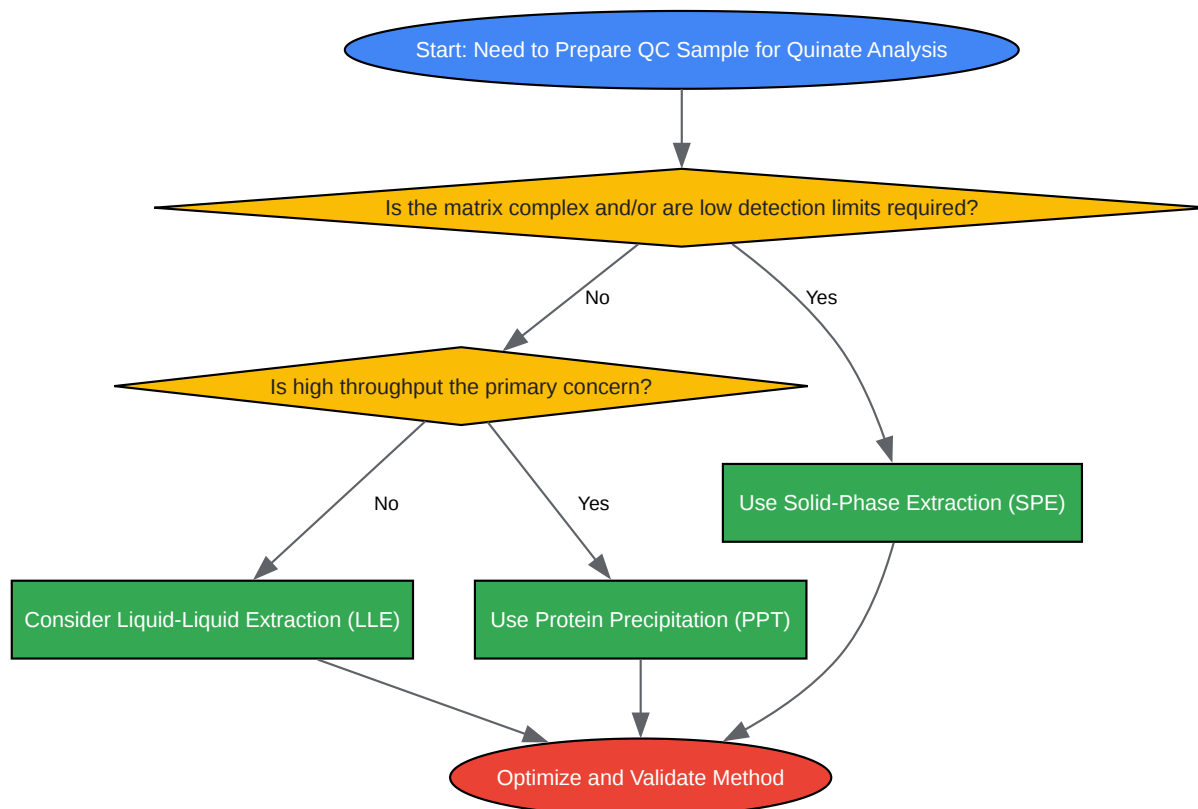 Start: Need to Prepare QC Sample for Quinate Analysis
Is the matrix complex and/or are low detection limits required?
No
Yes
Is high throughput the primary concern?
No
Yes
Use Solid-Phase Extraction (SPE)
Consider Liquid-Liquid Extraction (LLE)
Use Protein Precipitation (PPT)
Optimize and Validate Method